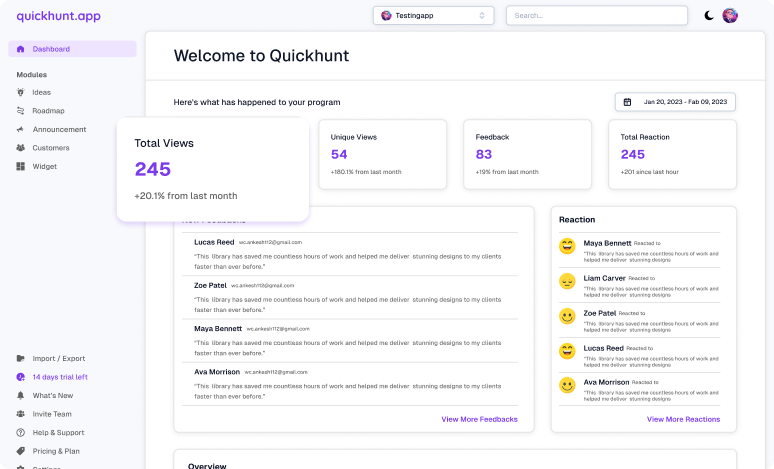 quickhunt.app
Testingapp
Search...
Dashboard
Modules
Ideas
Roadmap
Announcement
Customers
Widget
Import / Export
14 days trial left
What's New
Invite Team
Help & Support
Pricing & Plan
Settings
Welcome to Quickhunt
Here's what has happened to your program
Jan 20, 2023 - Fab 09, 2023
Total Views
245
+20.1% from last month
Unique Views
54
+180.1% from last month
Feedback
83
+19% from last month
Total Reaction
245
+201 since last hour
New Feedbacks
Lucas Reed wc.ankesh112@gmail.com
"This library has saved me countless hours of work and helped me deliver stunning designs to my clients
faster than ever before."
Zoe Patel wc.ankesh112@gmail.com
"This library has saved me countless hours of work and helped me deliver stunning designs to my clients
faster than ever before."
Maya Bennett wc.ankesh112@gmail.com
"This library has saved me countless hours of work and helped me deliver stunning designs to my clients
faster than ever before."
Ava Morrison wc.ankesh112@gmail.com
"This library has saved me countless hours of work and helped me deliver stunning designs to my clients
faster than ever before."
View More Feedbacks
Reaction
Maya Bennett Reacted to
"This library has saved me countless hours of work and
helped me deliver stunning designs
Liam Carver Reacted to
"This library has saved me countless hours of work and
helped me deliver stunning designs
Zoe Patel Reacted to
"This library has saved me countless hours of work and
helped me deliver stunning designs
Lucas Reed Reacted to
"This library has saved me countless hours of work and
helped me deliver stunning designs
Ava Morrison Reacted to
"This library has saved me countless hours of work and
helped me deliver stunning designs
View More Reactions
Overview